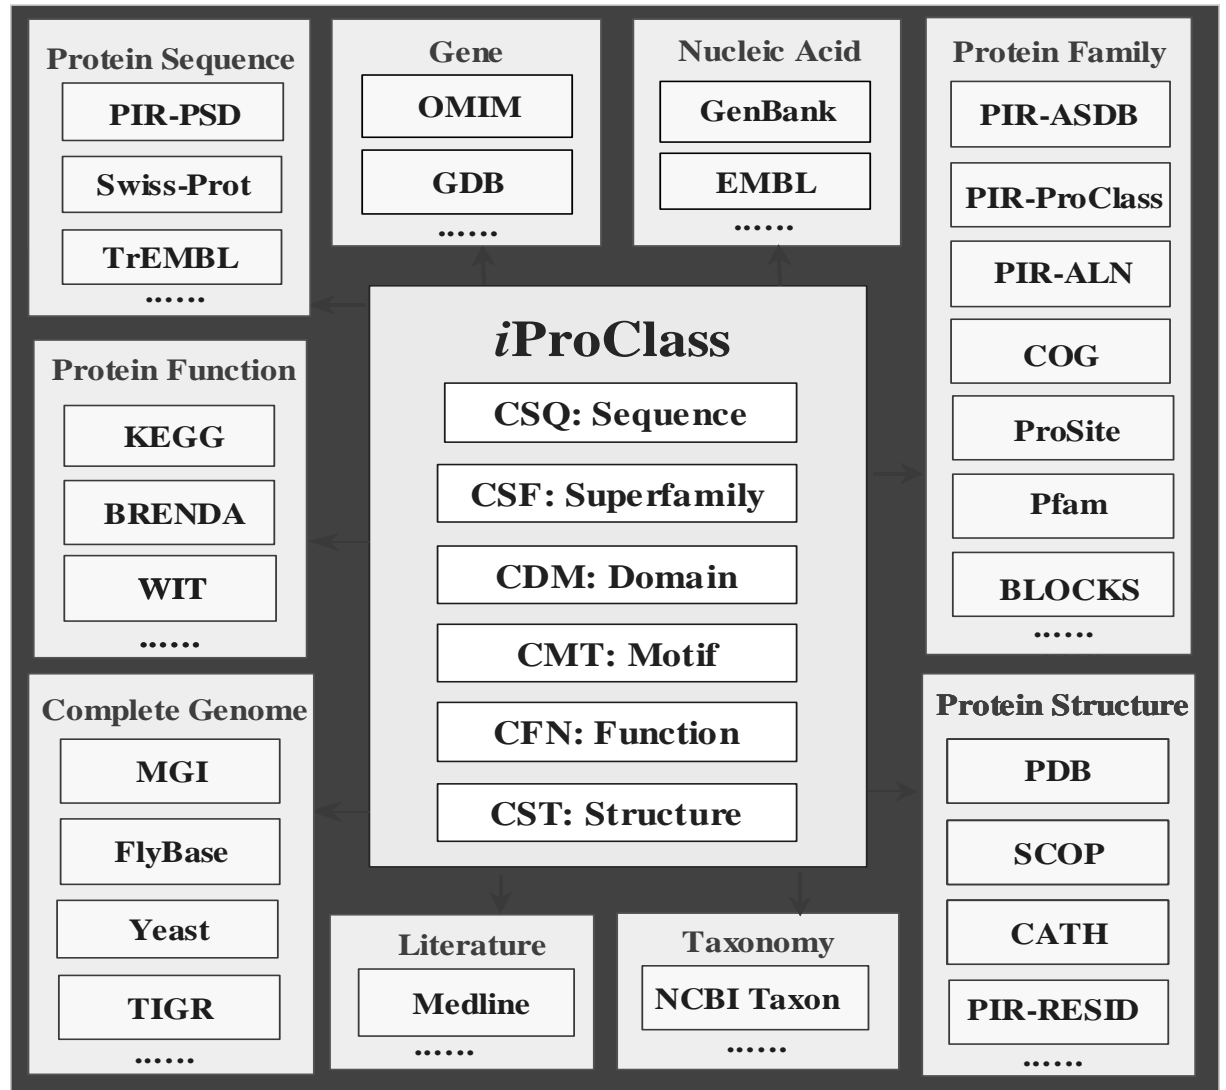 Protein Sequence
PIR-PSD
Swiss-Prot
TrEMBL
......
Gene
OMIM
GDB
......
Nucleic Acid
GenBank
EMBL
......
Protein Family
PIR-ASDB
PIR-ProClass
PIR-ALN
COG
ProSite
Pfam
BLOCKS
......
iProClass
CSQ: Sequence
CSF: Superfamily
CDM: Domain
CMT: Motif
CFN: Function
CST: Structure
Protein Function
KEGG
BRENDA
WIT
......
Complete Genome
MGI
FlyBase
Yeast
TIGR
......
Literature
Medline
......
Taxonomy
NCBI Taxon
......
Protein Structure
PDB
SCOP
CATH
PIR-RESID
......